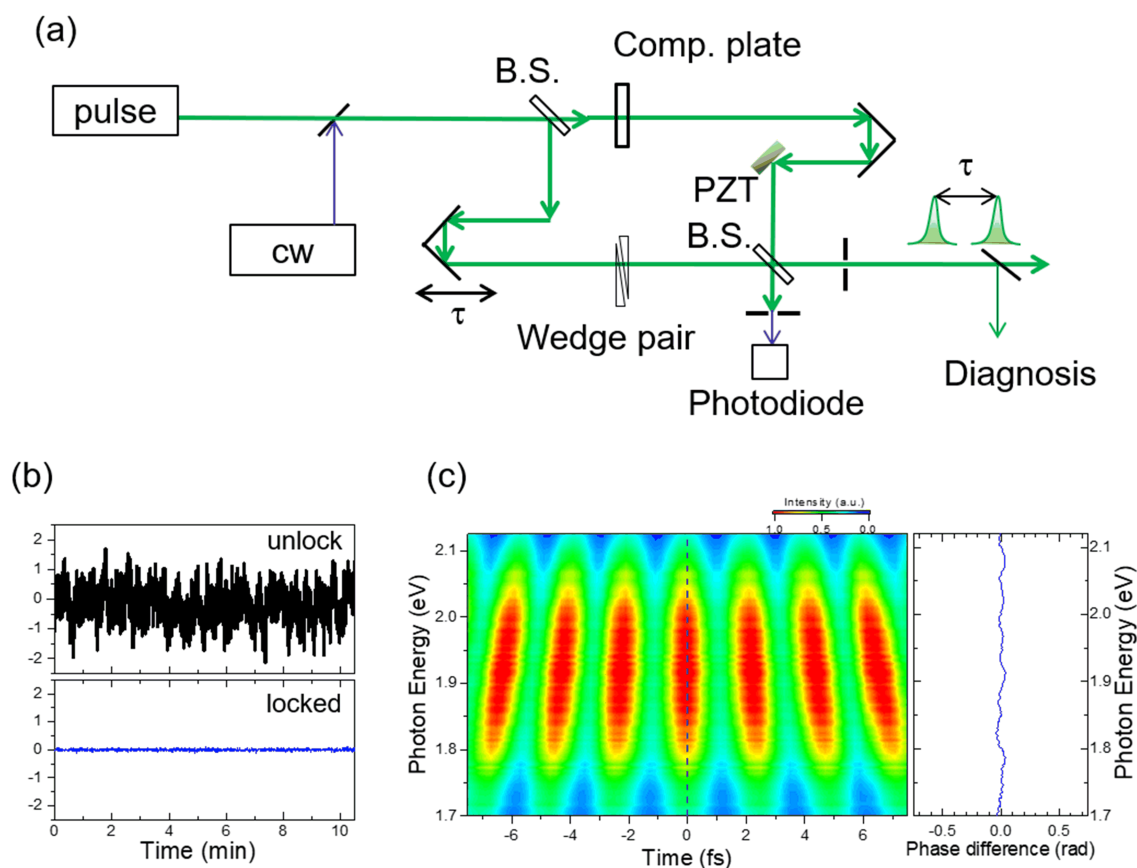 (a)
Comp. plate
B.S.
pulse
PZT
τ
B.S.
cw
τ
Wedge pair
Photodiode
Diagnosis
(b)
(c)
unlock
2
1
0
-1
-2
locked
2
1
0
-1
-2
0 2 4 6 8 10
Time (min)
Intensity (a.u.)
1.0 0.5 0.0
Photon Energy (eV)
2.1
2.0
1.9
1.8
1.7
-6 -4 -2 0 2 4 6
Time (fs)
2.1
2.0
1.9
1.8
1.7
Photon Energy (eV)
-0.5 0.0 0.5
Phase difference (rad)